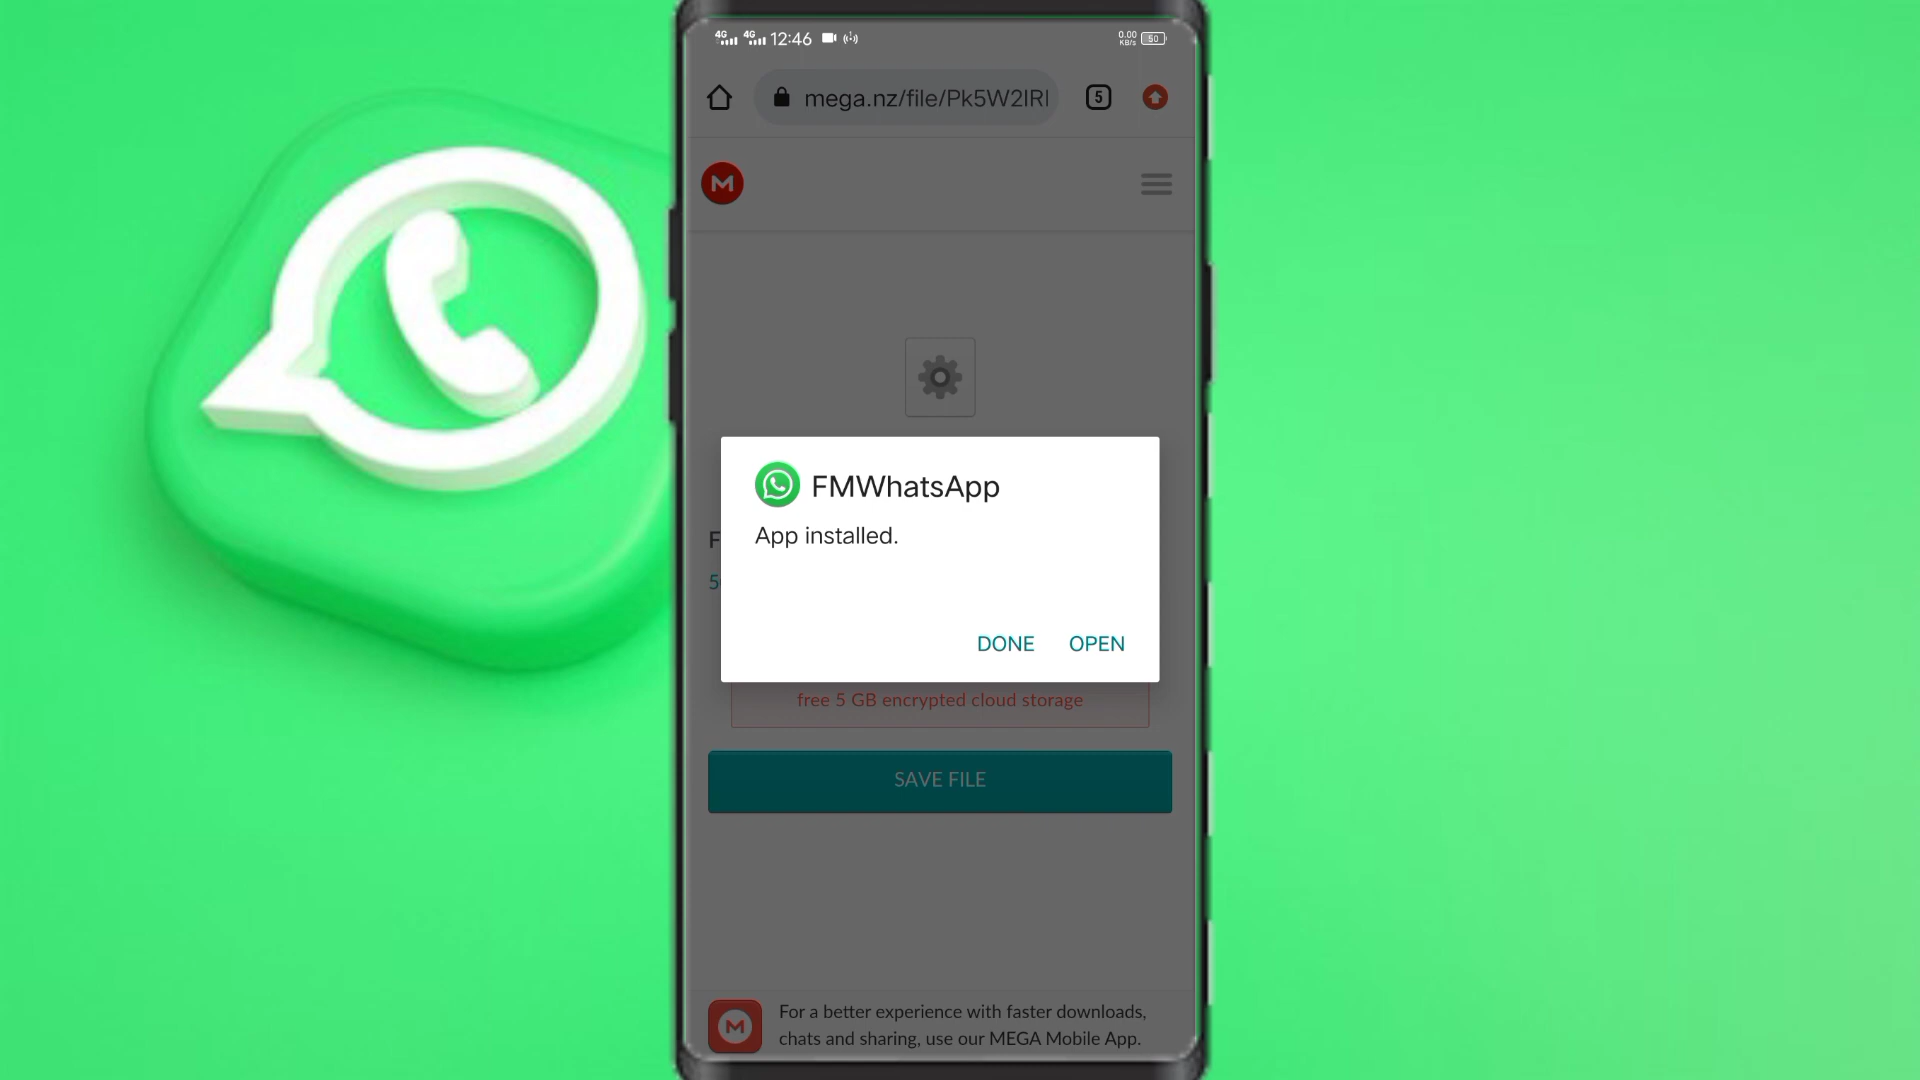 4G 4G 12:46 0.00 KB/s 50
mega.nz/file/Pk5W2IRI 5
M
FMWhatsApp
App installed.
DONE OPEN
free 5 GB encrypted cloud storage
SAVE FILE
M
For a better experience with faster downloads,
chats and sharing, use our MEGA Mobile App.